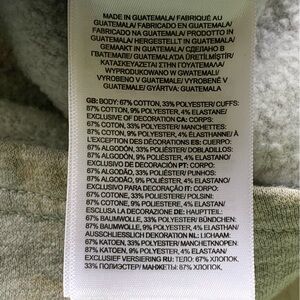 MADE IN GUATEMALA/ FABRIQUÉ AU
GUATEMALA/ FABRICADO EN GUATEMALA/
FABRICADO NA GUATEMALA/ PRODOTTO IN
GUATEMALA/ HERGESTELLT IN GUATEMALA/
GEMAAKT IN GUATEMALA/ СДЕЛАНО В
ГВАТЕМАЛЕ/ GUATEMALA'DA ÜRETİLMİŞTİR/
ΚΑΤΑΣΚΕΥΑΖΕΤΑΙ ΣΤΗ ΓΟΥΑΤΕΜΑΛΑ/
WYPRODUKOWANO W GWATEMALI/
VYROBENO V GUATEMALE/ VYROBENÉ V
GUATEMALE/ GYÁRTVA: GUATEMALA
GB: BODY: 67% COTTON, 33% POLYESTER/ CUFFS:
87% COTTON, 9% POLYESTER, 4% ELASTANE/
EXCLUSIVE OF DECORATION CA: CORPS:
67% COTON, 33% POLYESTER/ MANCHETTES:
87% COTON, 9% POLYESTER, 4% ÉLASTHANNE/ À
EXCEPTION DES DÉCORATIONS ES: CUERPO:
67% ALGODÓN, 33% POLIÉSTER/ DOBLADILLOS:
87% ALGODÓN, 9% POLIÉSTER, 4% ELASTANO/
EXCLUSIVO DE DECORACIÓN PT: CORPO:
67% ALGODÃO, 33% POLIÉSTER/ PUNHOS:
87% ALGODÃO, 9% POLIÉSTER, 4% ELASTANO/
EXCLUSIVO PARA DECORAÇÃO IT: CORPO:
67% COTONE, 33% POLIESTERE/ POLSINI:
87% COTONE, 9% POLIESTERE, 4% ELASTAN/
ESCLUSA LA DECORAZIONE DE: HAUPTTEIL:
67% BAUMWOLLE, 33% POLYESTER/ BÜNDCHEN:
87% BAUMWOLLE, 9% POLYESTER, 4% ELASTHAN/
AUSSCHLIESSLICH DEKORATION NL: LICHAAM:
67% KATOEN, 33% POLYESTER/ MANCHETKNOPEN:
87% KATOEN, 9% POLYESTER, 4% ELASTAAN/
EXCLUSIEF VERSIERING RU: ТЕЛО: 67% ХЛОПОК,
33% ПОЛИЭСТЕР/ МАНЖЕТЫ: 87% ХЛОПОК,